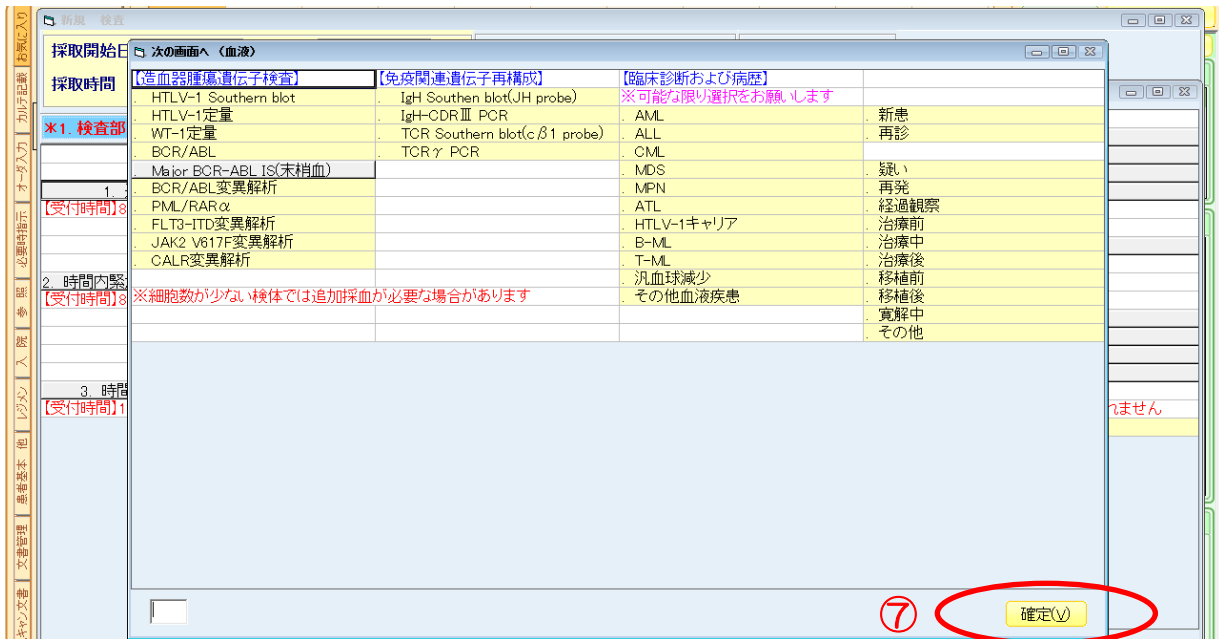 新規 検査
次の画面へ (血液)
採取開始日
採取時間
*1. 検査部
1.
【受付時間】8
2. 時間内緊
【受付時間】8
3. 時間
【受付時間】1
れません
お気に入り
カルテ記載
オーダ入力
必要時指示
参 照
入 院
レジメン
他
患者基本
文書管理
キャン文書
【造血器腫瘍遺伝子検査】
. HTLV-1 Southern blot
. HTLV-1定量
. WT-1定量
. BCR/ABL
. Major BCR-ABL IS(末梢血)
. BCR/ABL変異解析
. PML/RARα
. FLT3-ITD変異解析
. JAK2 V617F変異解析
. CALR変異解析
※細胞数が少ない検体では追加採血が必要な場合があります
【免疫関連遺伝子再構成】
. IgH Southen blot(JH probe)
. IgH-CDRⅢ PCR
. TCR Southern blot(cβ1 probe)
. TCRγ PCR
【臨床診断および病歴】
※可能な限り選択をお願いします
. AML
. ALL
. CML
. MDS
. MPN
. ATL
. HTLV-1キャリア
. B-ML
. T-ML
. 汎血球減少
. その他血液疾患
. 新患
. 再診
. 疑い
. 再発
. 経過観察
. 治療前
. 治療中
. 治療後
. 移植前
. 移植後
. 寛解中
. その他
⑦
確定(V)